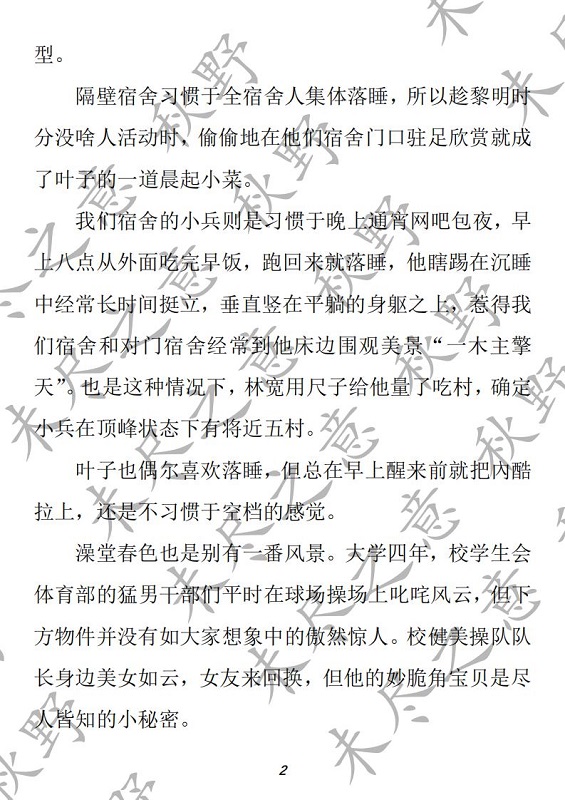 型。
隔壁宿舍习惯于全宿舍人集体落睡，所以趁黎明时
分没啥人活动时，偷偷地在他们宿舍门口驻足欣赏就成
了叶子的一道晨起小菜。
我们宿舍的小兵则是习惯于晚上通宵网吧包夜，早
上八点从外面吃完早饭，跑回来就落睡，他瞎踢在沉睡
中经常长时间挺立，垂直竖在平躺的身躯之上，惹得我
们宿舍和对门宿舍经常到他床边围观美景“一木主擎
天”。也是这种情况下，林宽用尺子给他量了吃村，确定
小兵在顶峰状态下有将近五村。
叶子也偶尔喜欢落睡，但总在早上醒来前就把内酷
拉上，还是不习惯于空档的感觉。
澡堂春色也是别有一番风景。大学四年，校学生会
体育部的猛男干部们平时在球场操场上叱咤风云，但下
方物件并没有如大家想象中的傲然惊人。校健美操队队
长身边美女如云，女友来回换，但他的妙脆角宝贝是尽
人皆知的小秘密。
2
未尽之意 秋野